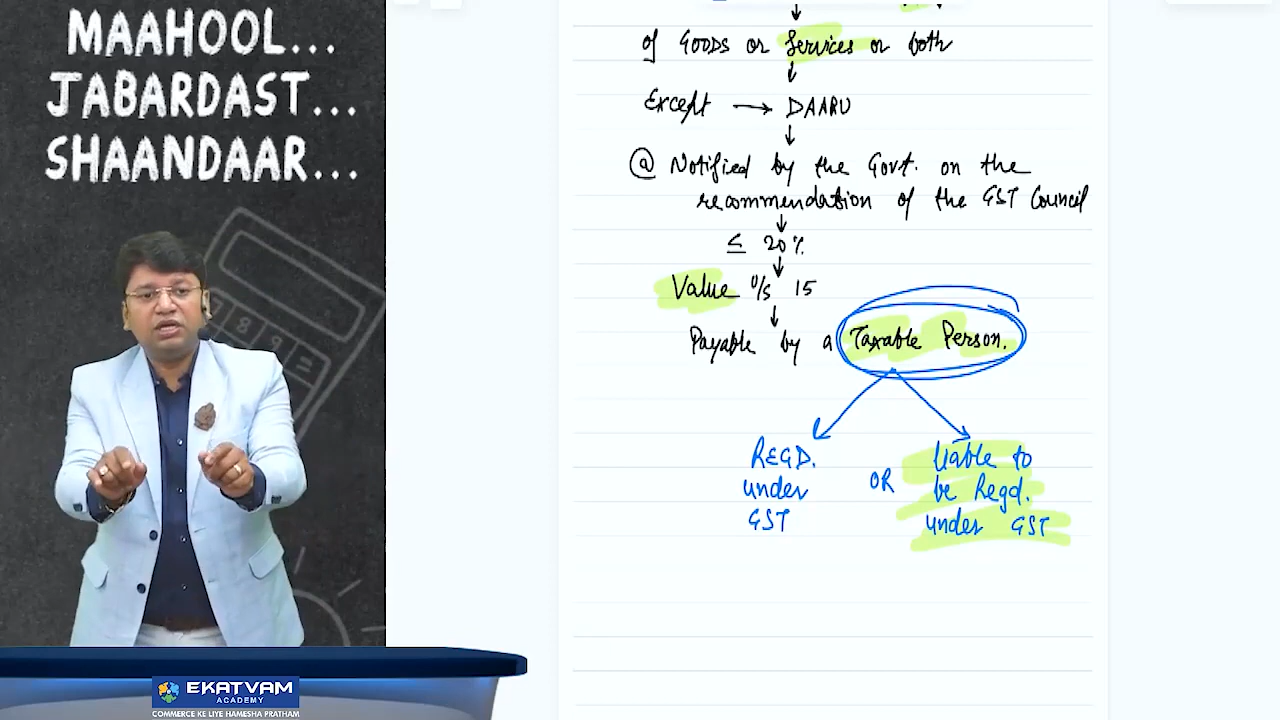 MAAHOOL...
JABARDAST...
SHAANDAAR...
of GOODS or Services or both
Except → DAARU
@ Notified by the Govt. on the
recommendation of the GST Council
≤ 20%
Value u/s 15
Payable by a Taxable Person.
REGD.
under
GST
OR
liable to
be Regd.
under GST
EKATVAM
ACADEMY
COMMERCE KE LIYE HAMESHA PRATHAM